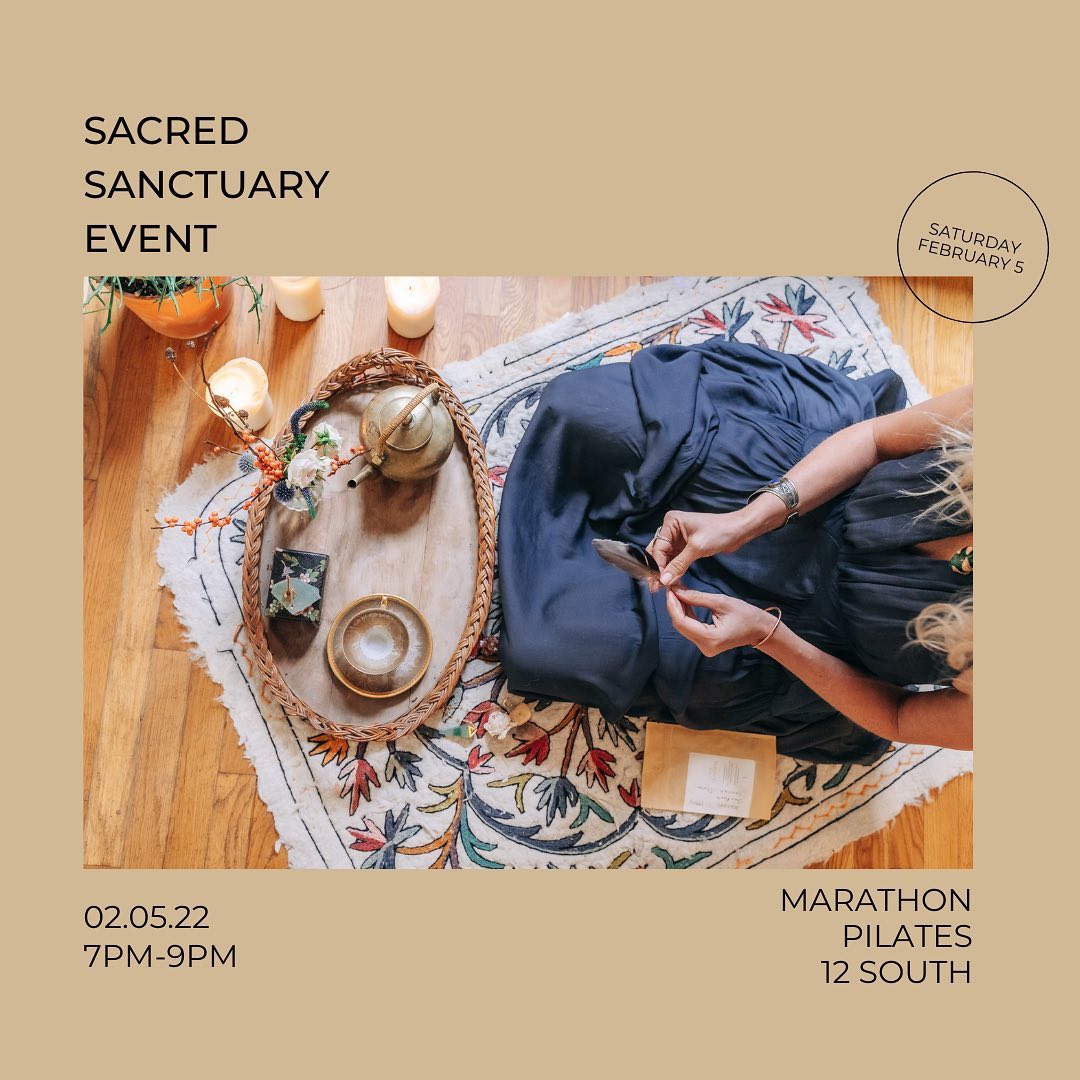 SACRED
SANCTUARY
EVENT
SATURDAY
FEBRUARY 5
02.05.22
7PM-9PM
MARATHON
PILATES
12 SOUTH